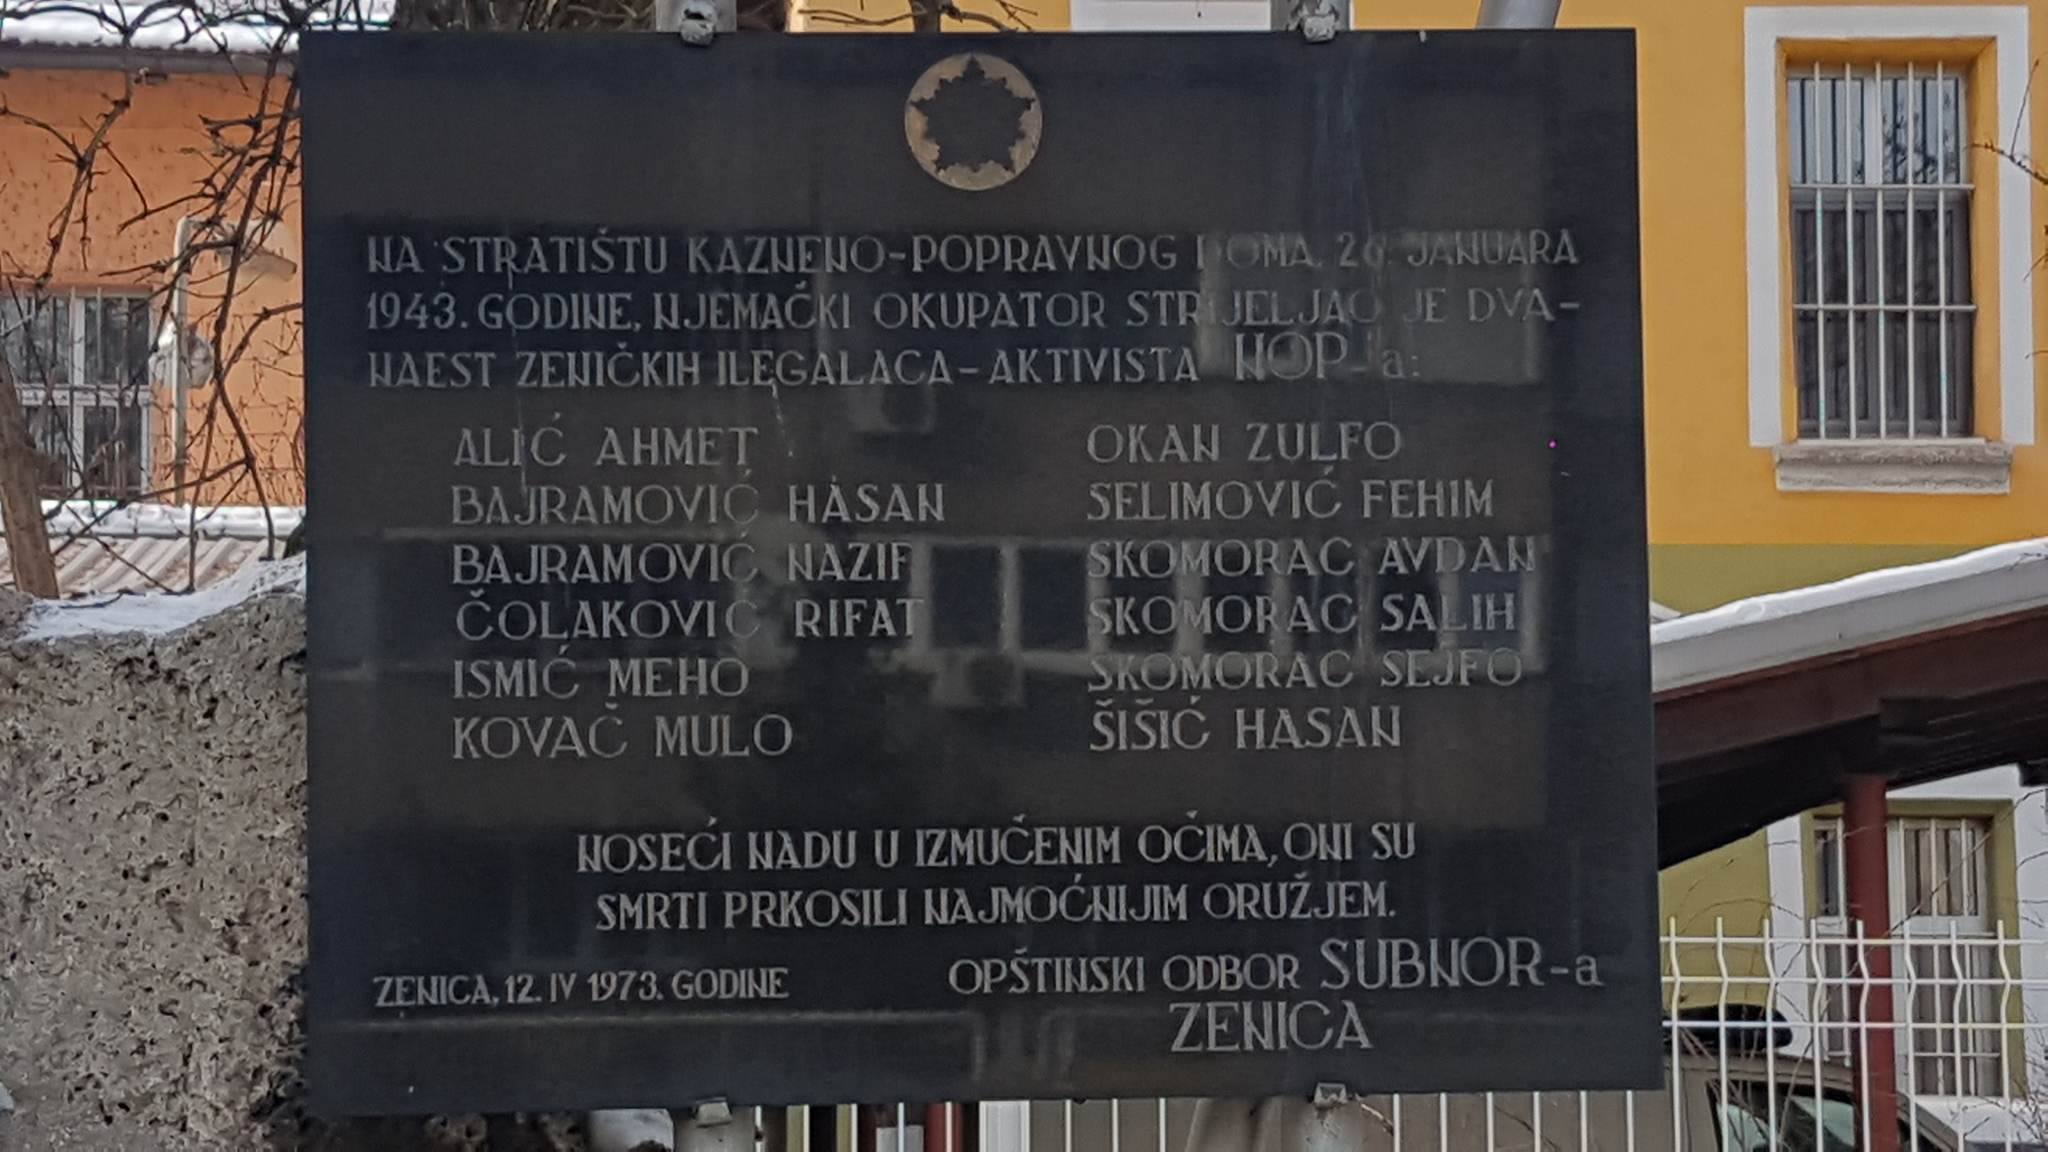 NA STRATIŠTU KAZNENO-POPRAVNOG DOMA, 26. JANUARA
1943. GODINE, NJEMAČKI OKUPATOR STRIJELJAO JE DVA-
NAEST ZENIČKIH ILEGALACA - AKTIVISTA NOP-a:
ALIĆ AHMET
BAJRAMOVIĆ HASAN
BAJRAMOVIĆ NAZIF
ČOLAKOVIĆ RIFAT
ISMIĆ MEHO
KOVAČ MULO
OKAN ZULFO
SELIMOVIĆ FEHIM
SKOMORAC AVDAN
SKOMORAC SALIH
SKOMORAC SEJFO
ŠIŠIĆ HASAN
NOSEĆI NADU U IZMUČENIM OČIMA, ONI SU
SMRTI PRKOSILI NAJMOĆNIJIM ORUŽJEM.
ZENICA, 12. IV 1973. GODINE
OPŠTINSKI ODBOR SUBNOR-a
ZENICA